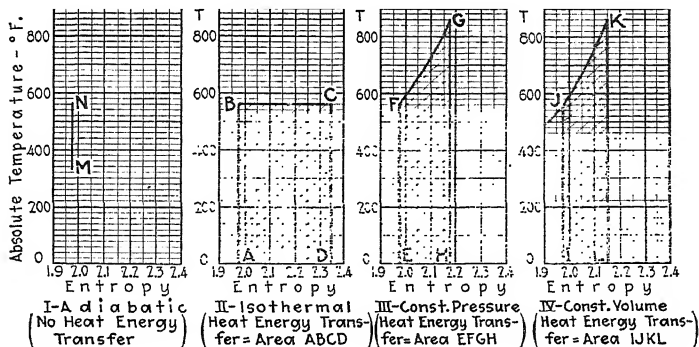 T T T
G K
800 800 800 800
N B C F J
600 600 600 600
M
400 400 400 400
200 200 200 200
A D E H I L
0 0 0 0
Absolute Temperature - °F.
1.9 2.0 2.1 2.2 2.3 2.4 1.9 2.0 2.1 2.2 2.3 2.4 1.9 2.0 2.1 2.2 2.3 2.4 1.9 2.0 2.1 2.2 2.3 2.4
Entropy Entropy Entropy Entropy
I-Adiabatic II-Isothermal III-Const.Pressure IV-Const.Volume
(No Heat Energy Transfer) (Heat Energy Trans-fer=Area ABCD) (Heat Energy Trans-fer=Area EFGH) (Heat Energy Transfer=Area IJKL)